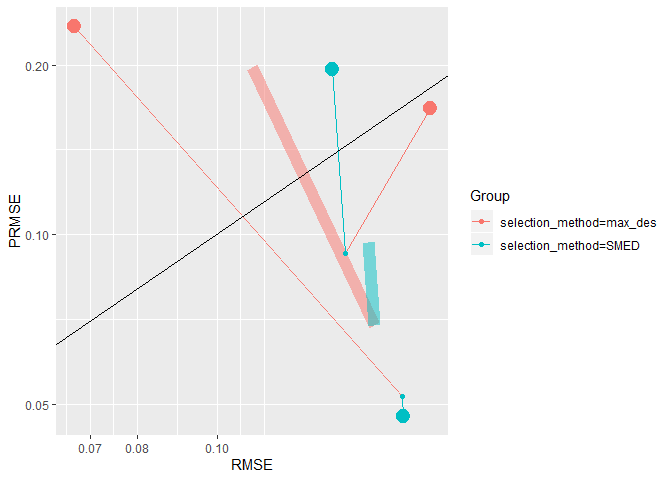 0.20
0.10
0.05
PRMSE
0.07
0.08
0.10
RMSE
Group
selection_method=max_des
selection_method=SMED